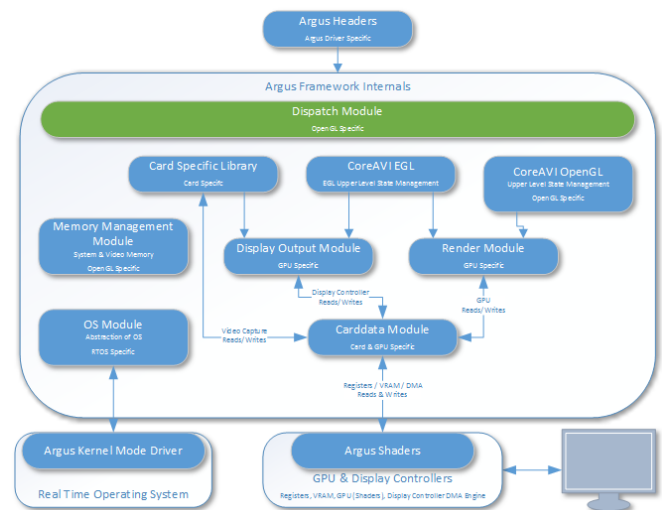 Argus Headers
Argus Driver Specific
Argus Framework Internals
Dispatch Module
OpenGL Specific
Card Specific Library
Card Specifc
CoreAVI EGL
EGL Upper Level State Management
CoreAVI OpenGL
Upper Level State Management
OpenGL Specific
Memory Management
Module
System & Video Memory
OpenGL Specific
Display Output Module
GPU Specific
Render Module
GPU Specific
Display Controller
Reads/Writes
GPU
Reads/Writes
OS Module
Abstraction of OS
RTOS Specific
Video Capture
Reads/Writes
Carddata Module
Card & GPU Specific
Registers / VRAM / DMA
Reads & Writes
Argus Kernel Mode Driver
Real Time Operating System
Argus Shaders
GPU & Display Controllers
Registers, VRAM, GPU (Shaders), Display Controller DMA Engine